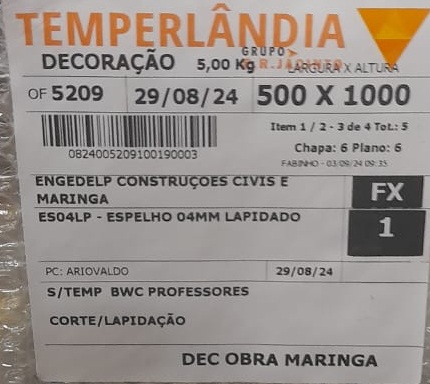 TEMPERLÂNDIA
GRUPO
DECORAÇÃO 5,00 Kg R.JACINTO LARGURA X ALTURA
OF 5209 29/08/24 500 X 1000
Item 1 / 2 - 3 de 4 Tot.: 5
Chapa: 6 Plano: 6
0824005209100190003
FABINHO - 03/09/24 09:35
ENGEDELP CONSTRUÇOES CIVIS E
MARINGA
FX
ES04LP - ESPELHO 04MM LAPIDADO
1
PC: ARIOVALDO 29/08/24
S/TEMP BWC PROFESSORES
CORTE/LAPIDAÇÃO
DEC OBRA MARINGA